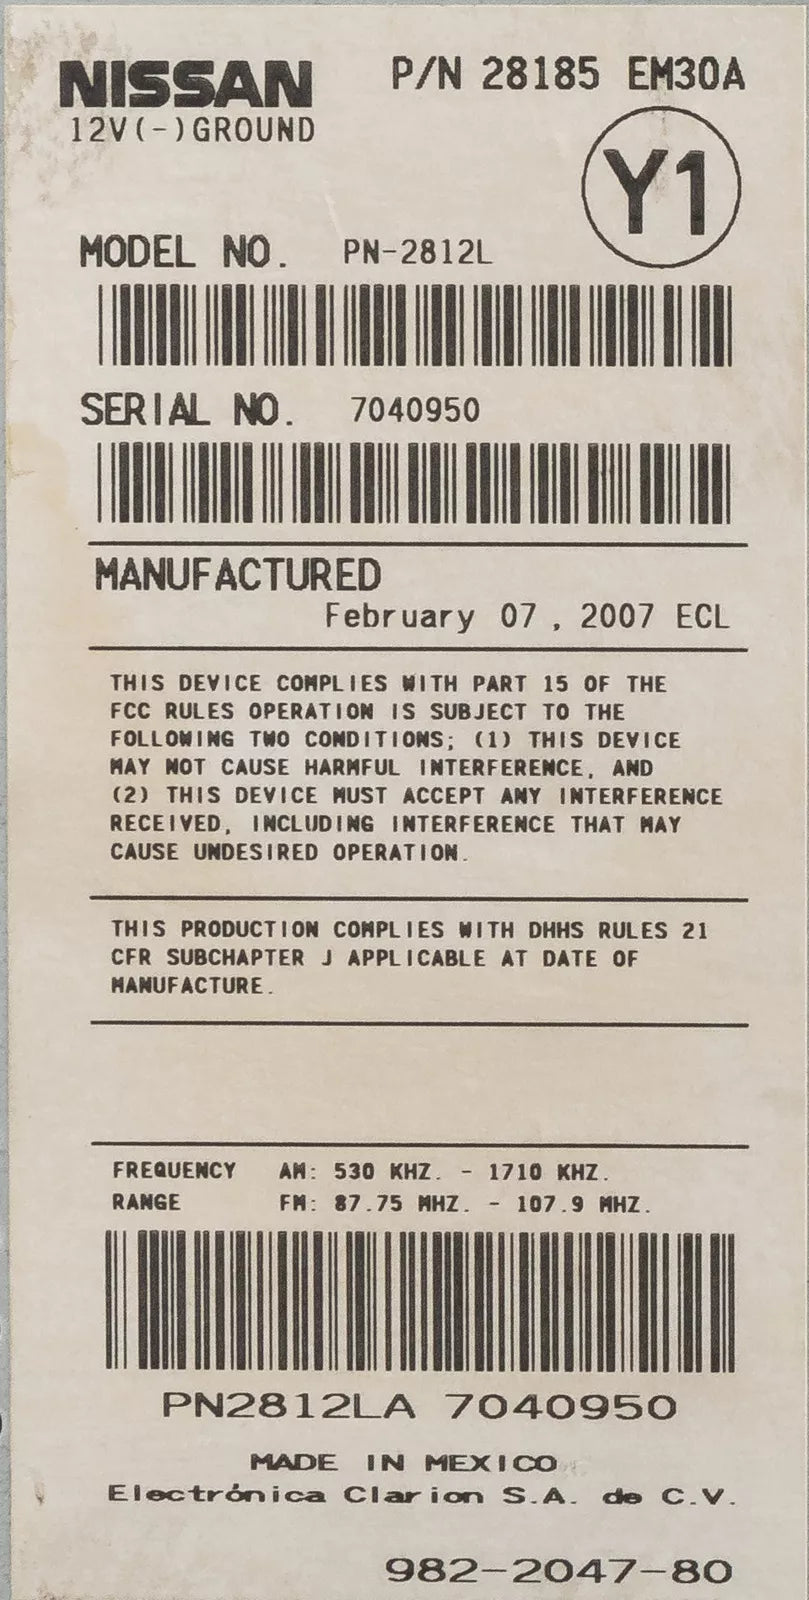 NISSAN P/N 28185 EM30A
12V(-)GROUND
Y1
MODEL NO. PN-2812L
SERIAL NO. 7040950
MANUFACTURED
February 07, 2007 ECL
THIS DEVICE COMPLIES WITH PART 15 OF THE
FCC RULES OPERATION IS SUBJECT TO THE
FOLLOWING TWO CONDITIONS; (1) THIS DEVICE
MAY NOT CAUSE HARMFUL INTERFERENCE, AND
(2) THIS DEVICE MUST ACCEPT ANY INTERFERENCE
RECEIVED, INCLUDING INTERFERENCE THAT MAY
CAUSE UNDESIRED OPERATION.
THIS PRODUCTION COMPLIES WITH DHHS RULES 21
CFR SUBCHAPTER J APPLICABLE AT DATE OF
MANUFACTURE.
FREQUENCY AM: 530 KHZ. - 1710 KHZ.
RANGE FM: 87.75 MHZ. - 107.9 MHZ.
PN2812LA 7040950
MADE IN MEXICO
Electrónica Clarion S.A. de C.V.
982-2047-80